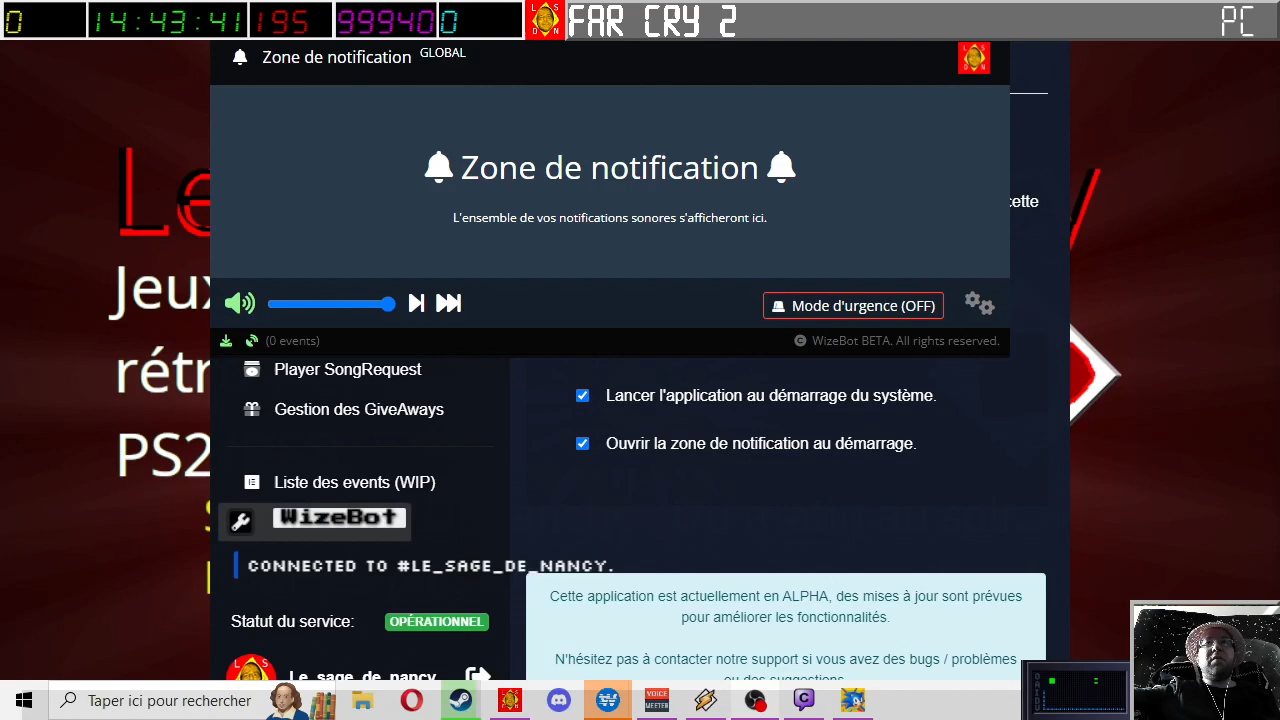 0 14:43:41 195 999400 0 FAR CRY 2 PC
Zone de notification GLOBAL
Zone de notification
cette
L'ensemble de vos notifications sonores s'afficheront ici.
Jeux
Mode d'urgence (OFF)
(0 events)
WizeBot BETA. All rights reserved.
rétr
Player SongRequest
Lancer l'application au démarrage du système.
Gestion des GiveAways
Ouvrir la zone de notification au démarrage.
PS2
Liste des events (WIP)
WizeBot
CONNECTED TO #LE_SAGE_DE_NANCY.
Cette application est actuellement en ALPHA, des mises à jour sont prévues
pour améliorer les fonctionnalités.
Statut du service: OPÉRATIONNEL
N'hésitez pas à contacter notre support si vous avez des bugs / problèmes
ou des suggestions.
Le_sage_de_nancy
Taper ici pour rechercher
VOICE
MEETER